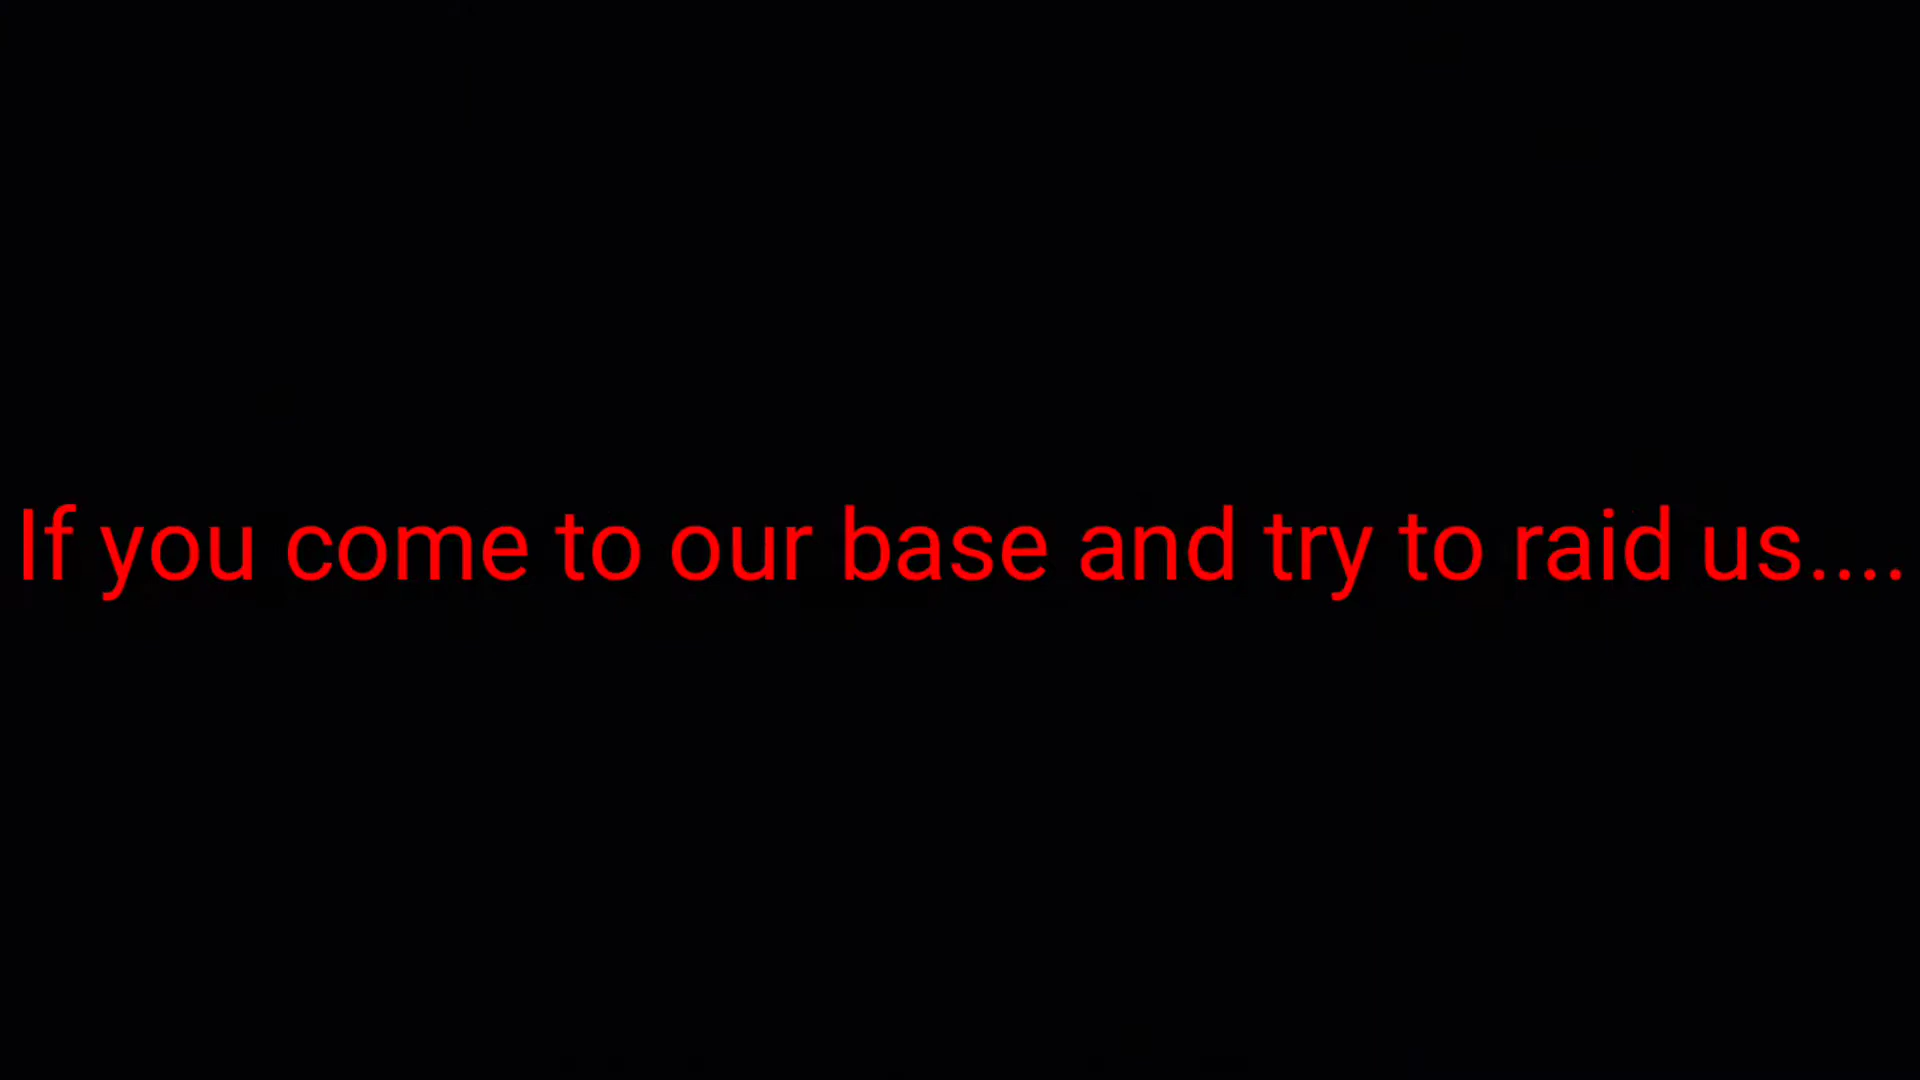 If you come to our base and try to raid us....